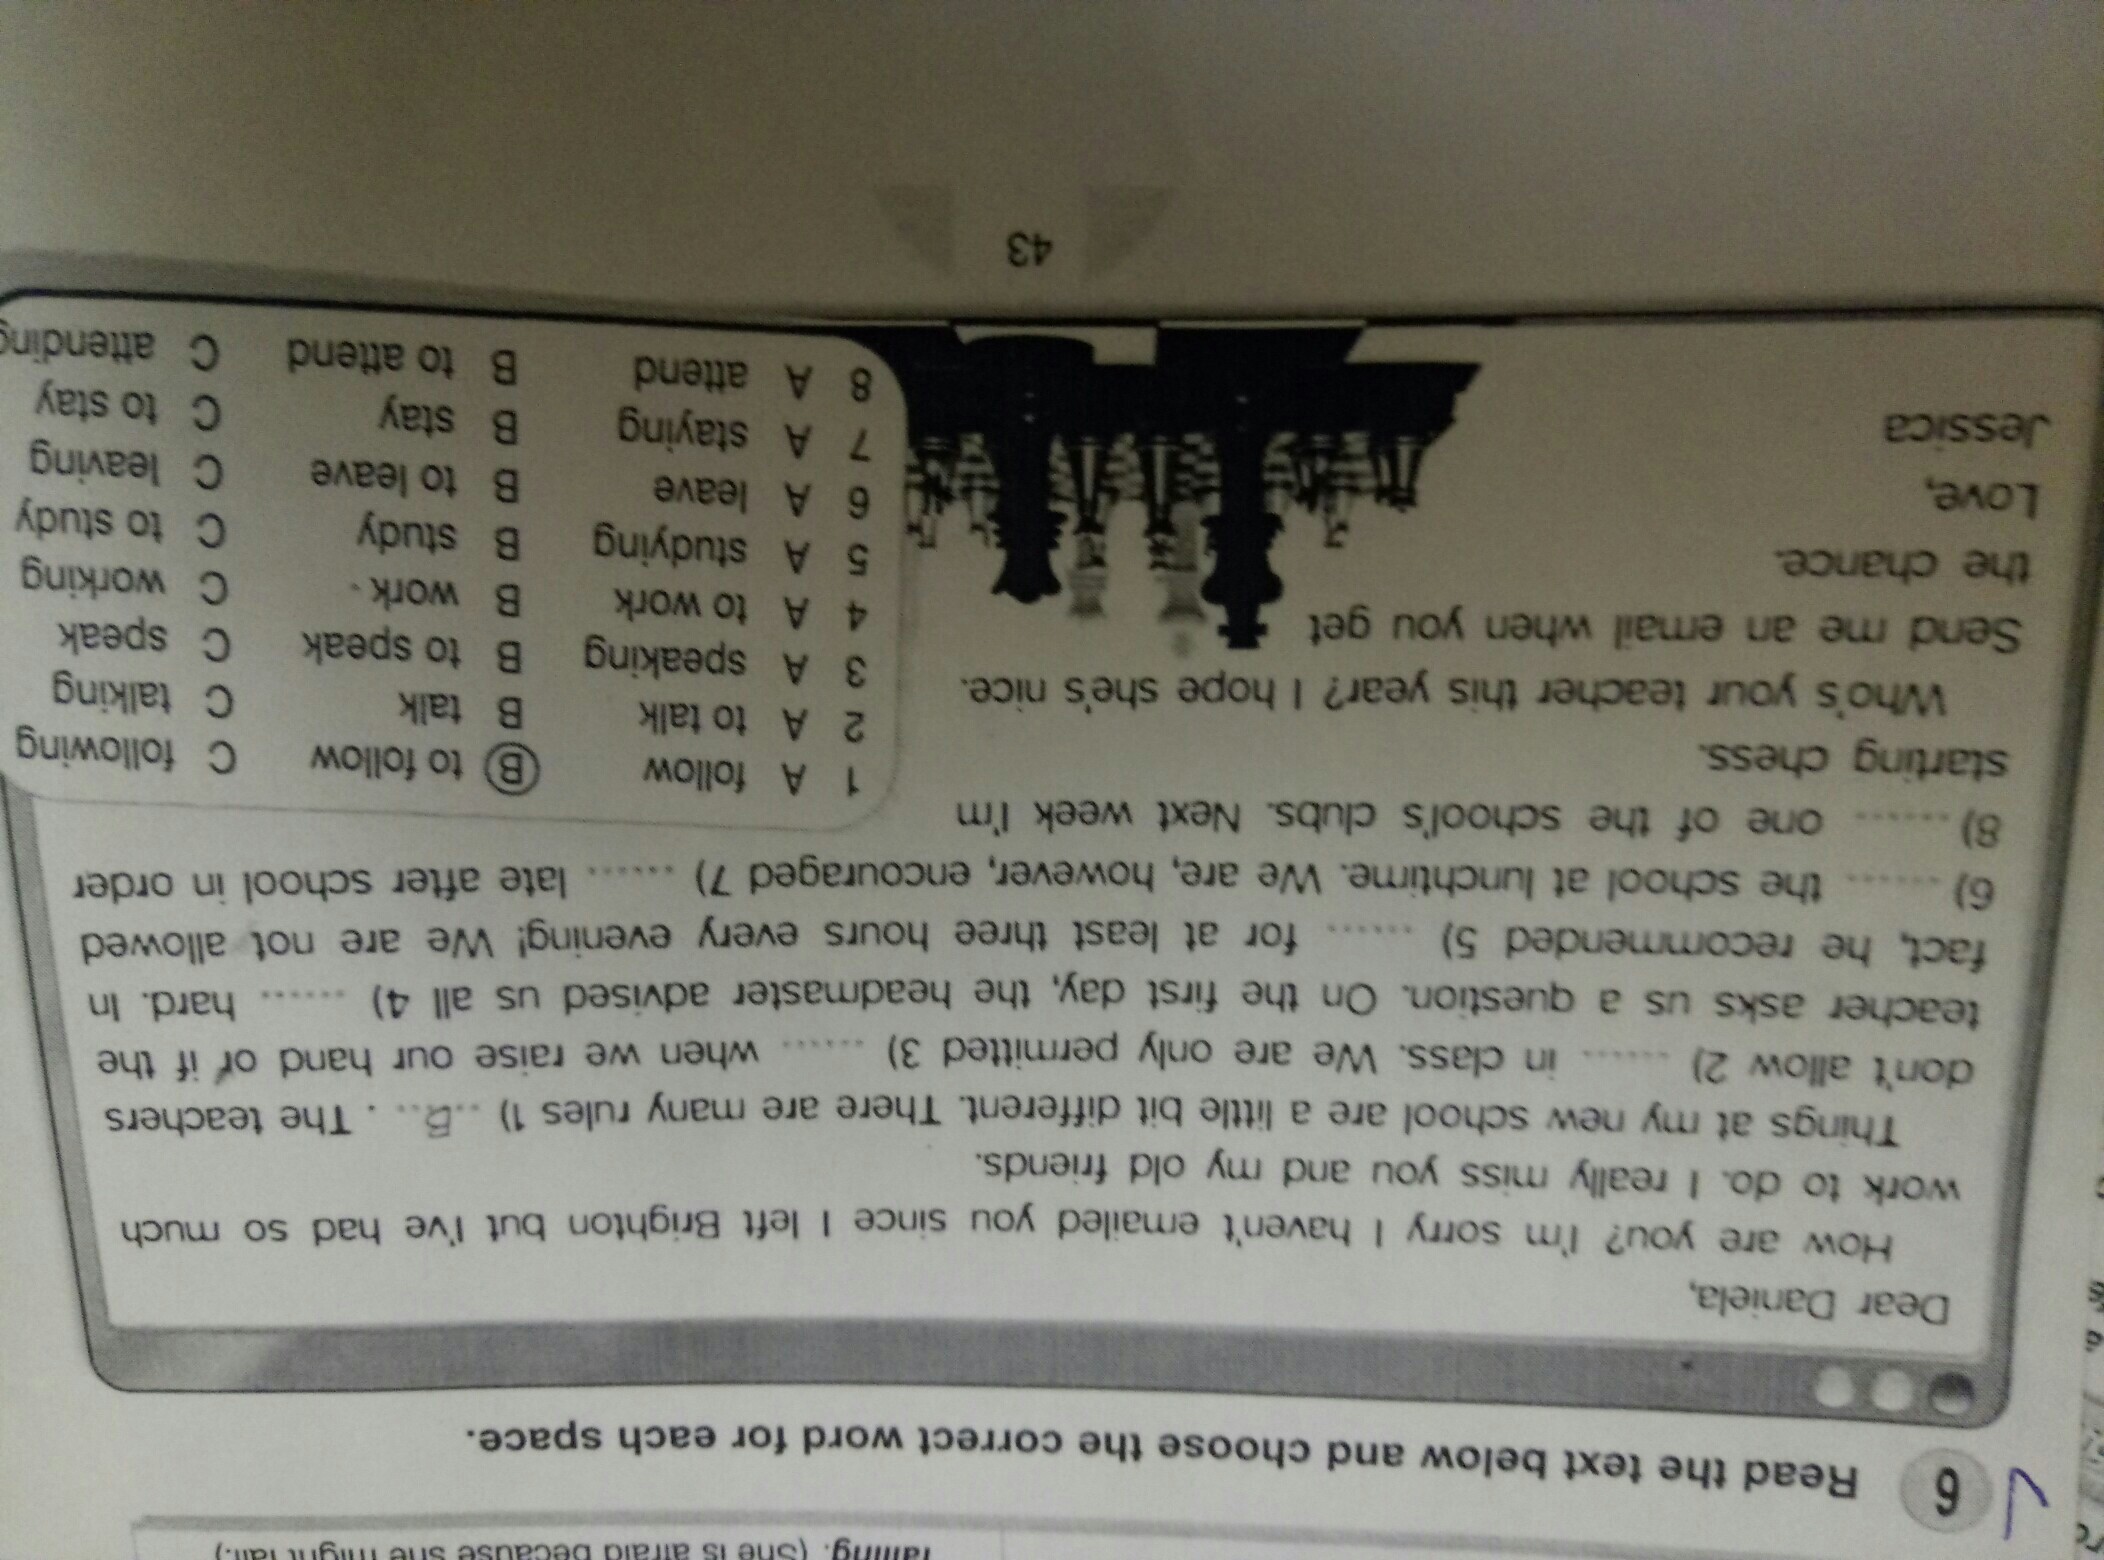 failing. (She is afraid because she might fail.)
6 Read the text below and choose the correct word for each space.
Dear Daniela,
How are you? I'm sorry I haven't emailed you since I left Brighton but I've had so much
work to do. I really miss you and my old friends.
Things at my new school are a little bit different. There are many rules 1) ..B.. . The teachers
don't allow 2) ...... in class. We are only permitted 3) ...... when we raise our hand or if the
teacher asks us a question. On the first day, the headmaster advised us all 4) ...... hard. In
fact, he recommended 5) ...... for at least three hours every evening! We are not allowed
6) ...... the school at lunchtime. We are, however, encouraged 7) ...... late after school in order
8) ...... one of the school's clubs. Next week I'm
starting chess.
Who's your teacher this year? I hope she's nice.
Send me an email when you get
the chance.
Love,
Jessica
1 A follow B to follow C following
2 A to talk B talk C talking
3 A speaking B to speak C speak
4 A to work B work C working
5 A studying B study C to study
6 A leave B to leave C leaving
7 A staying B stay C to stay
8 A attend B to attend C attending
43